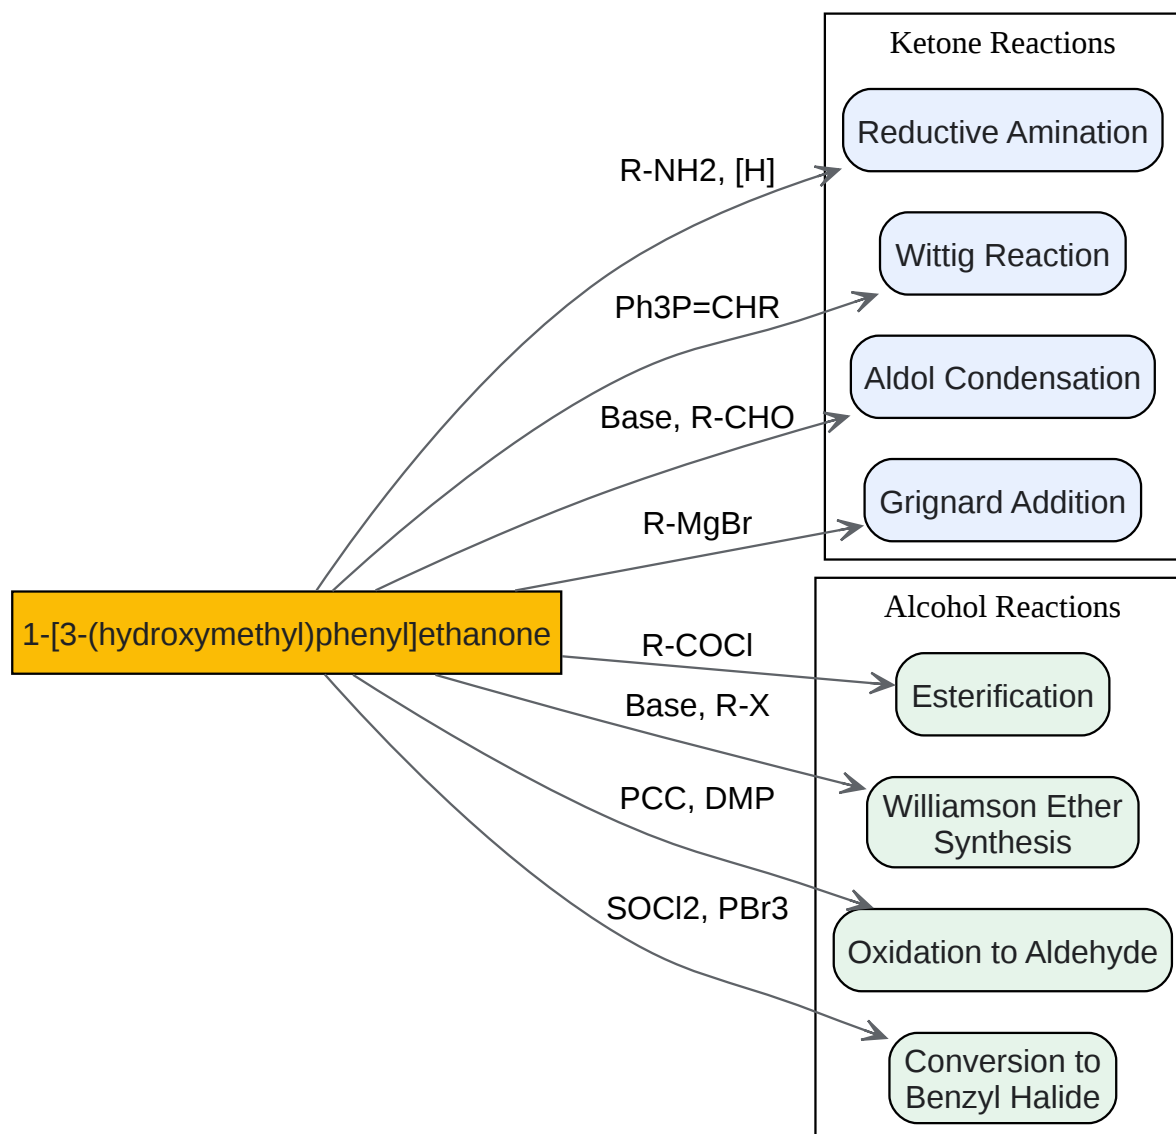 Ketone Reactions
Reductive Amination
R-NH2, [H]
Wittig Reaction
Ph3P=CHR
Aldol Condensation
Base, R-CHO
Grignard Addition
R-MgBr
1-[3-(hydroxymethyl)phenyl]ethanone
Alcohol Reactions
R-COCl
Esterification
Base, R-X
Williamson Ether
Synthesis
PCC, DMP
Oxidation to Aldehyde
SOCl2, PBr3
Conversion to
Benzyl Halide